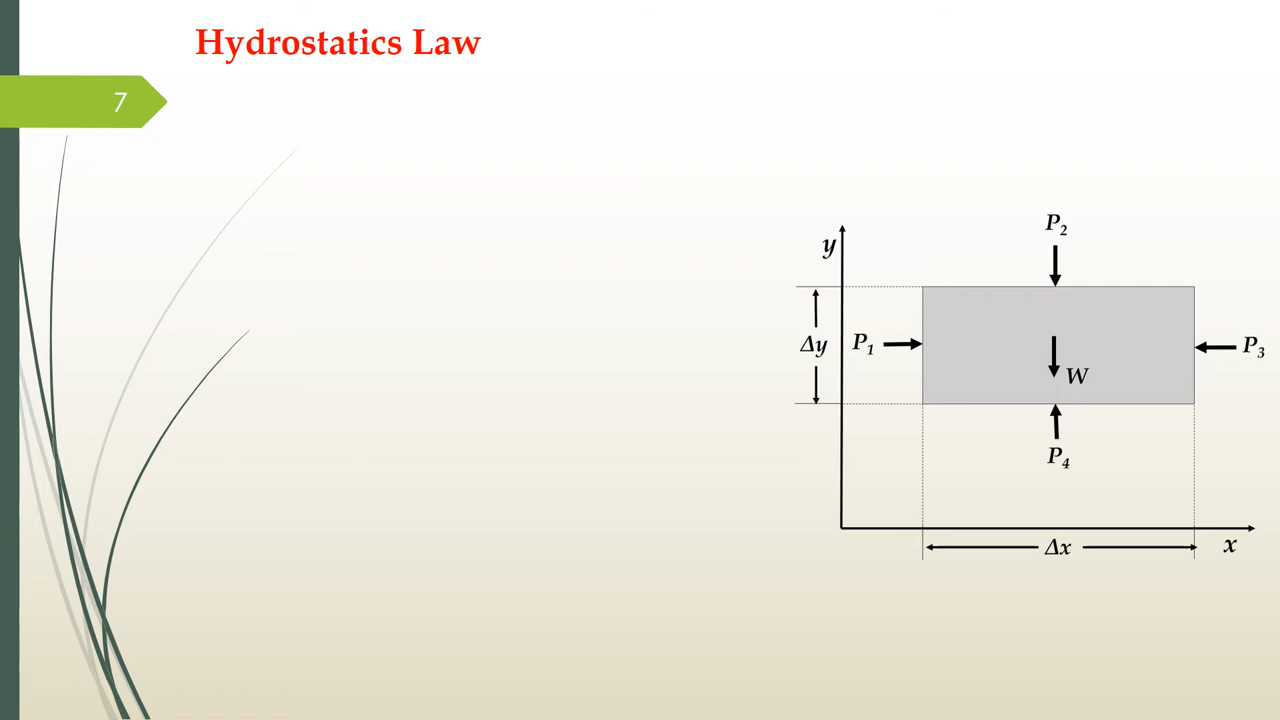 Hydrostatics Law
7
P2
y
Δy
P1
P3
W
P4
Δx
x